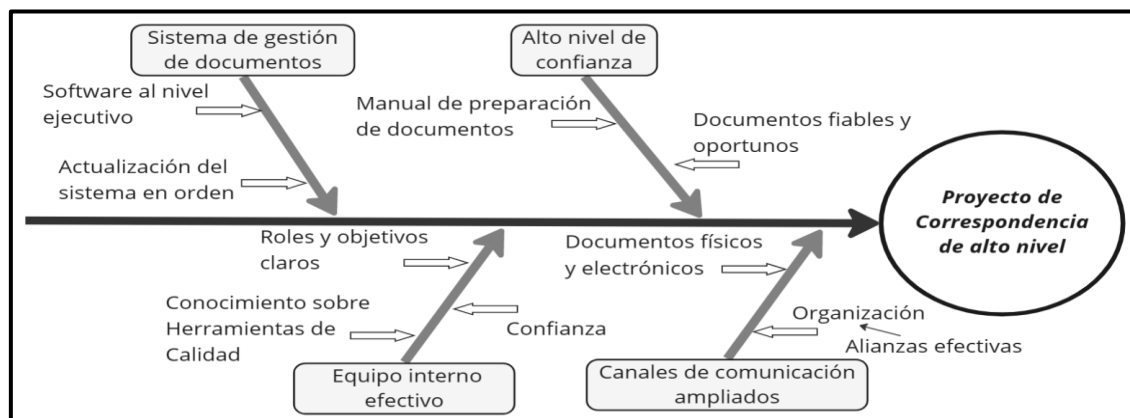 Sistema de gestión
de documentos
Alto nivel de
confianza
Software al nivel
ejecutivo
Manual de preparación
de documentos
Documentos fiables y
oportunos
Actualización del
sistema en orden
Proyecto de
Correspondencia
de alto nivel
Roles y objetivos
claros
Documentos físicos
y electrónicos
Conocimiento sobre
Herramientas de
Calidad
Confianza
Organización
Alianzas efectivas
Equipo interno
efectivo
Canales de comunicación
ampliados